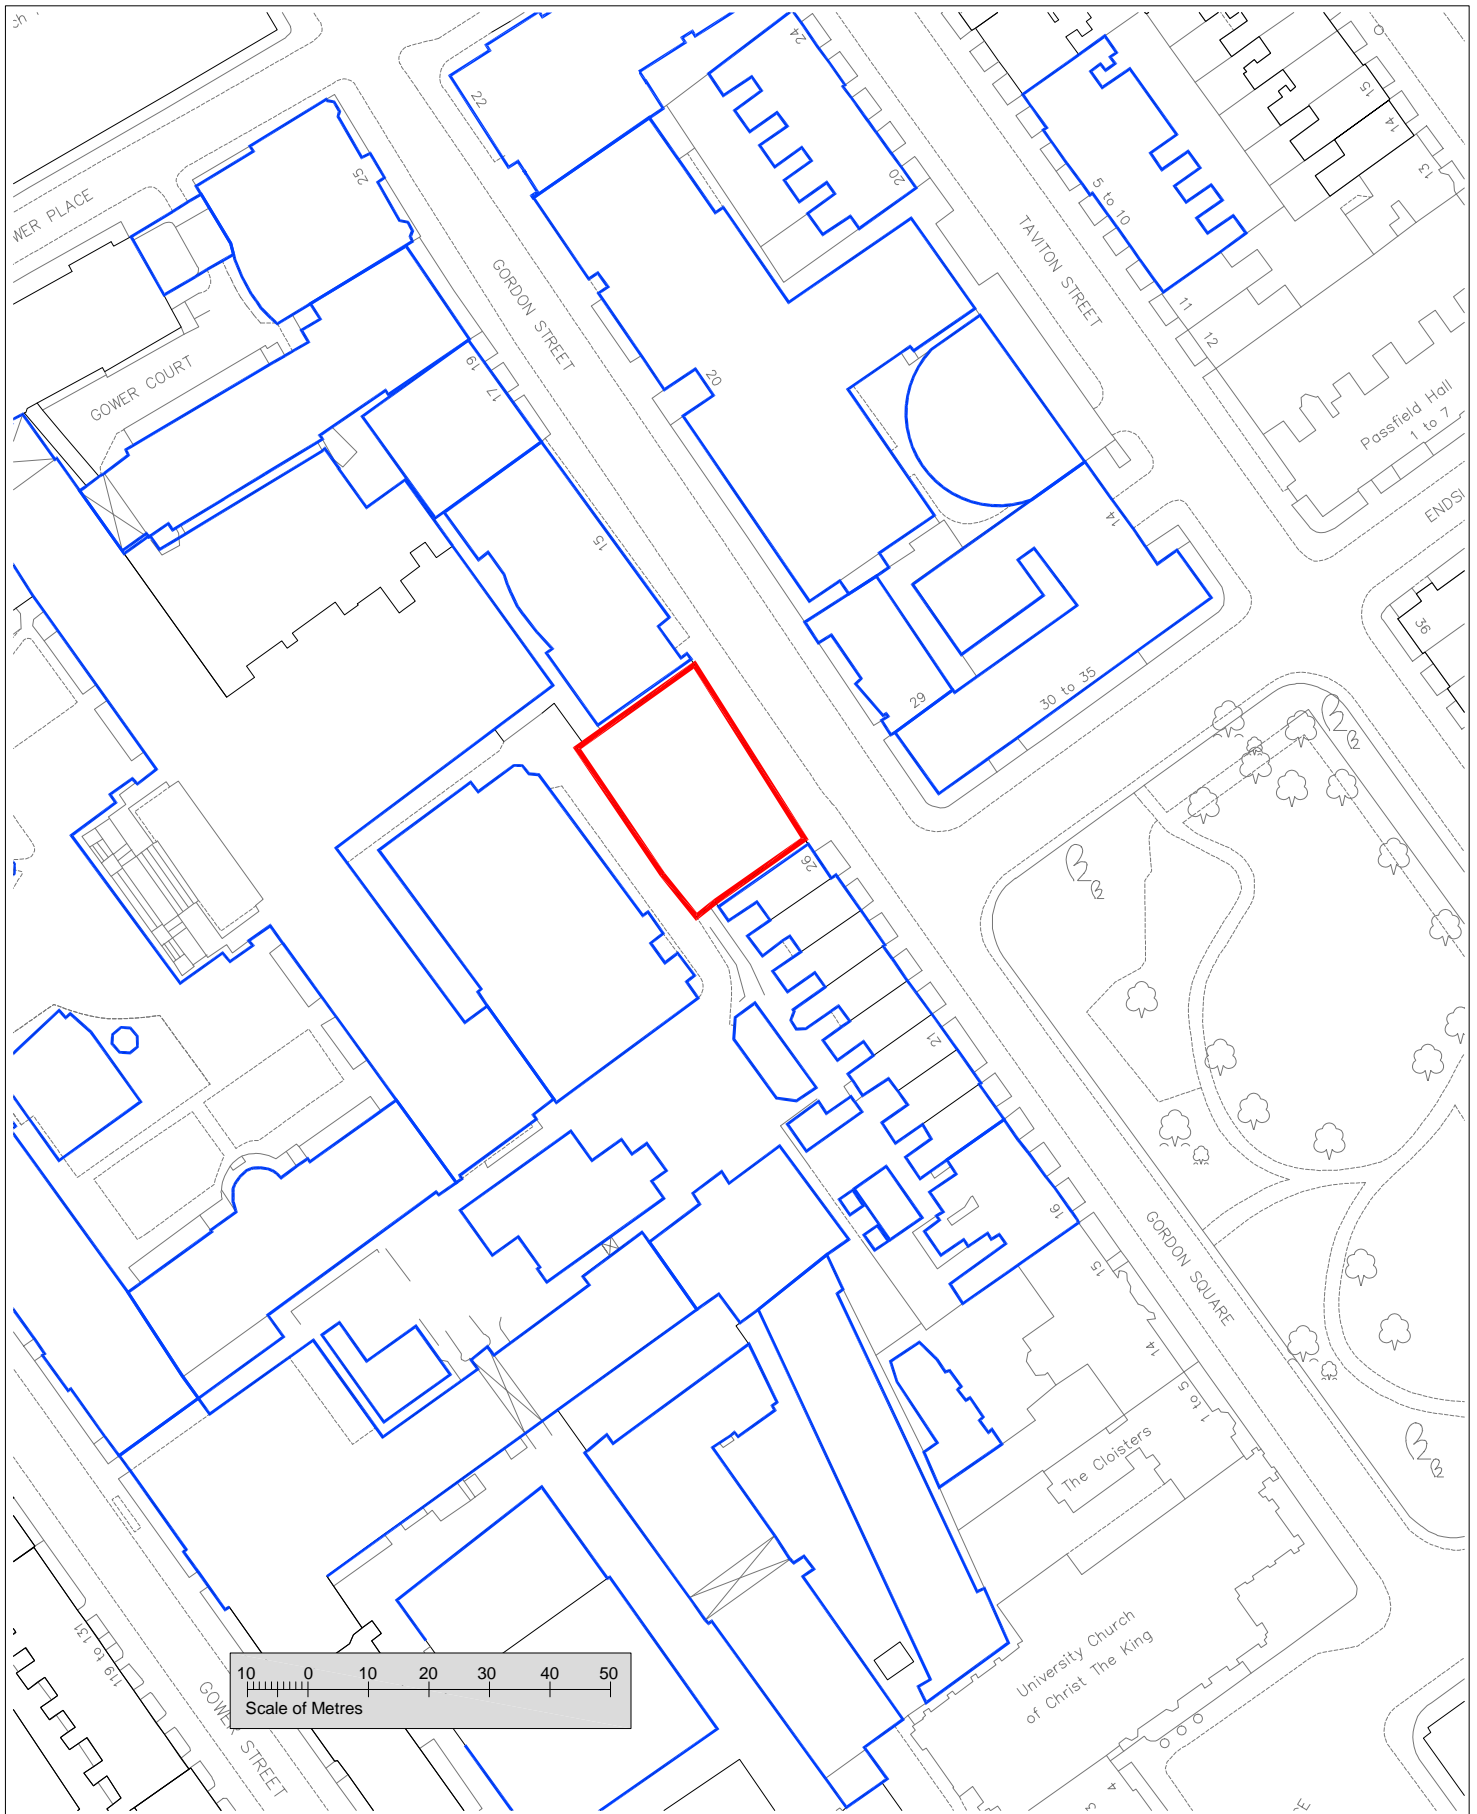 22
24
25
20
15
14
13
5 to 10
WER PLACE
TAVITON STREET
GORDON STREET
11
12
GOWER COURT
19
17
20
Passfield Hall
1 to 7
ENDSL
14
15
36
29
30 to 35
26
21
16
15
GORDON SQUARE
14
1 to 5
The Cloisters
University Church
of Christ The King
119 to 131
GOWER STREET
10 0 10 20 30 40 50
Scale of Metres
4
3
E